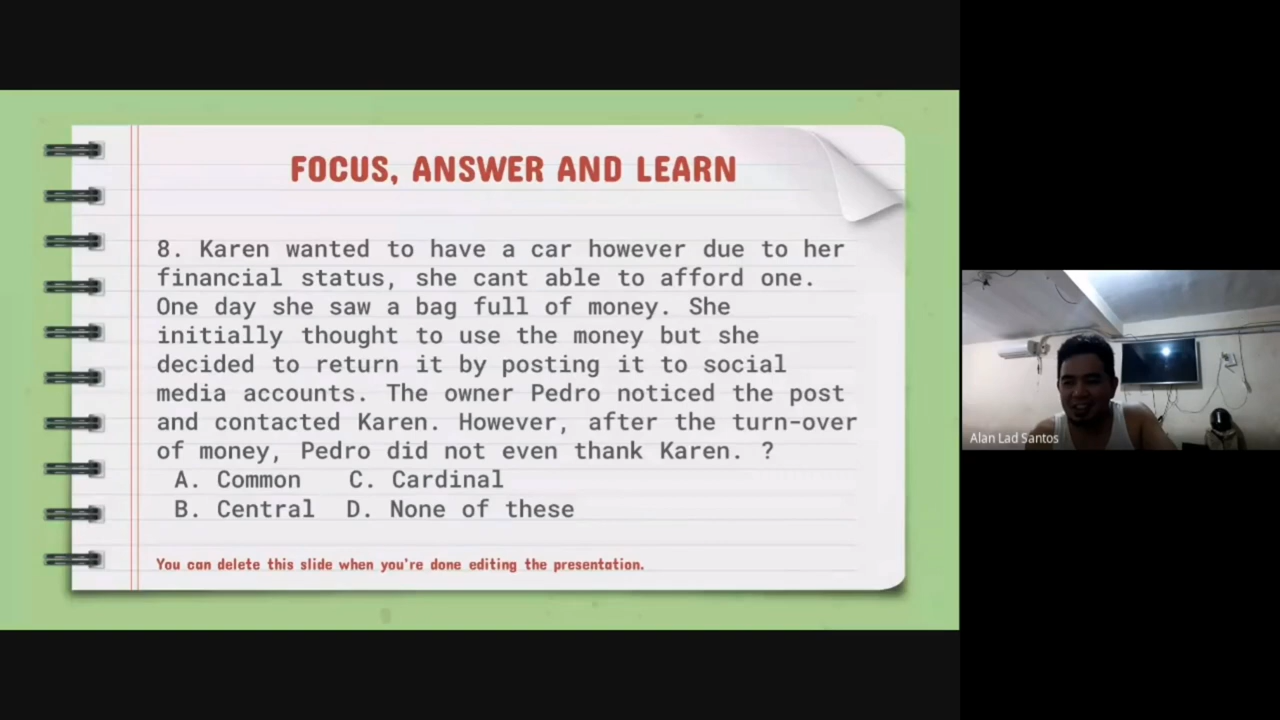 FOCUS, ANSWER AND LEARN
8. Karen wanted to have a car however due to her
financial status, she cant able to afford one.
One day she saw a bag full of money. She
initially thought to use the money but she
decided to return it by posting it to social
media accounts. The owner Pedro noticed the post
and contacted Karen. However, after the turn-over
of money, Pedro did not even thank Karen. ?
A. Common C. Cardinal
B. Central D. None of these
You can delete this slide when you're done editing the presentation.
Alan Lad Santos